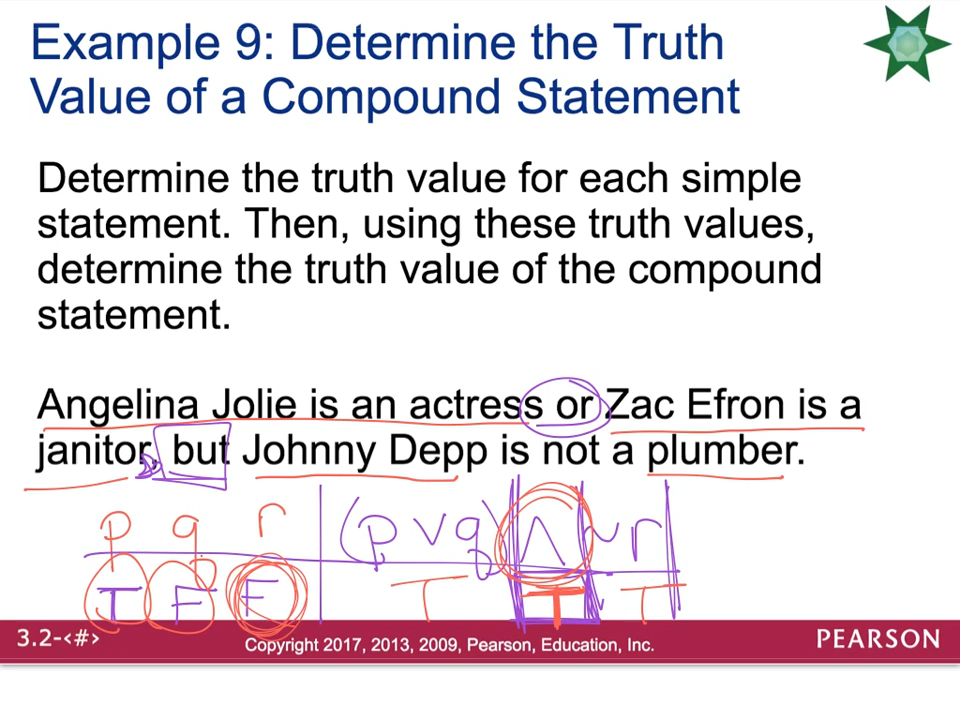 Example 9: Determine the Truth
Value of a Compound Statement
Determine the truth value for each simple
statement. Then, using these truth values,
determine the truth value of the compound
statement.
Angelina Jolie is an actress or Zac Efron is a
janitor, but Johnny Depp is not a plumber.
p q r (p ∨ q) ∧ ~r
T F F T T T
3.2-<#>
Copyright 2017, 2013, 2009, Pearson, Education, Inc.
PEARSON